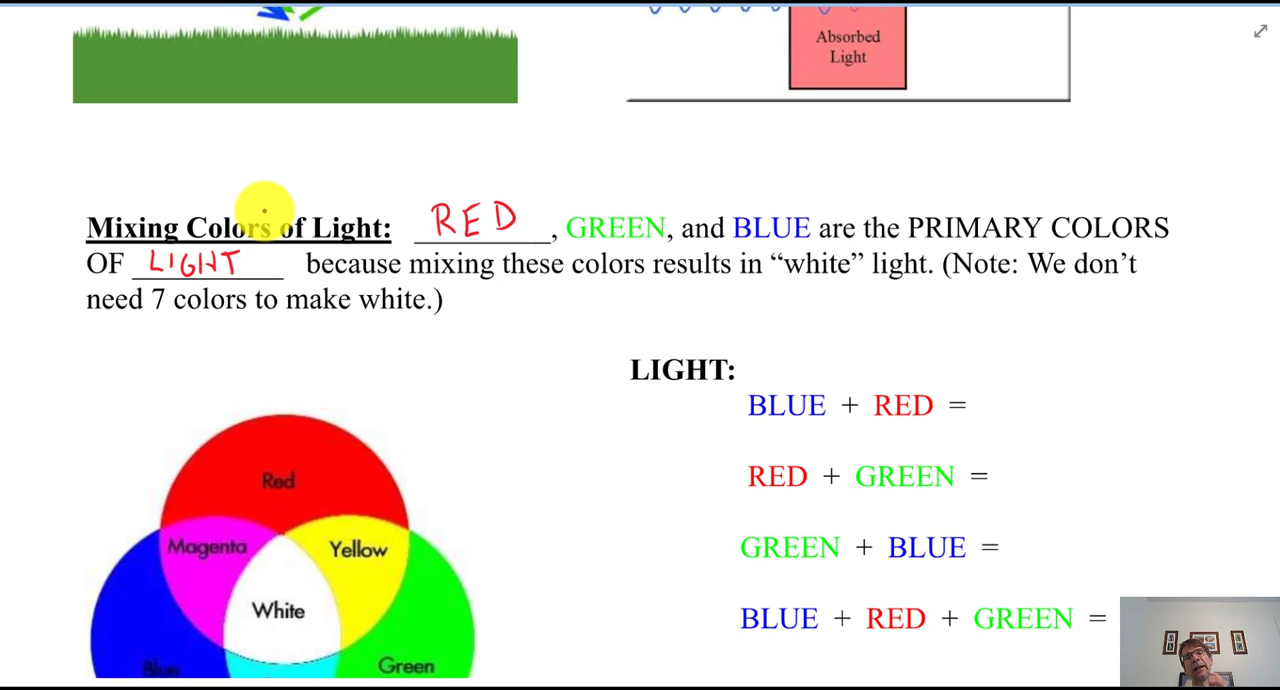 Absorbed
Light
Mixing Colors of Light: RED, GREEN, and BLUE are the PRIMARY COLORS
OF LIGHT because mixing these colors results in “white” light. (Note: We don’t
need 7 colors to make white.)
LIGHT:
BLUE + RED =
RED + GREEN =
GREEN + BLUE =
BLUE + RED + GREEN =
Red
Magenta
Yellow
White
Blue
Green